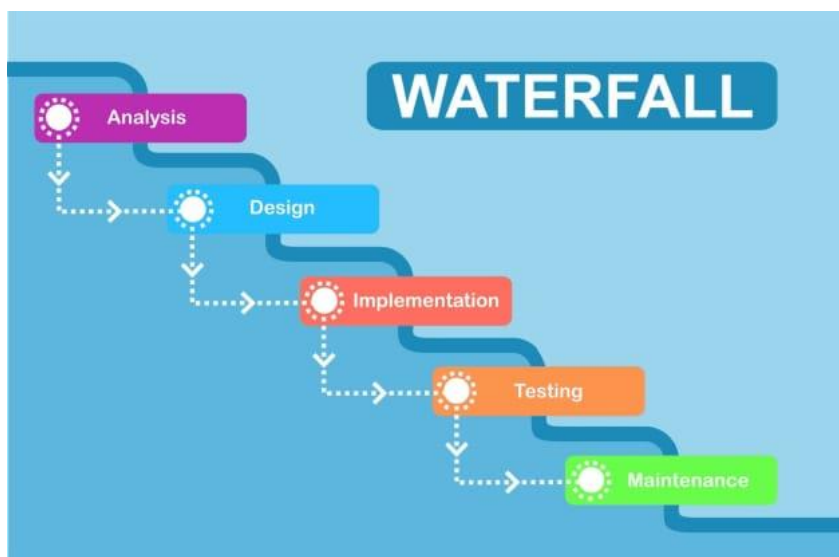 WATERFALL
Analysis
Design
Implementation
Testing
Maintenance